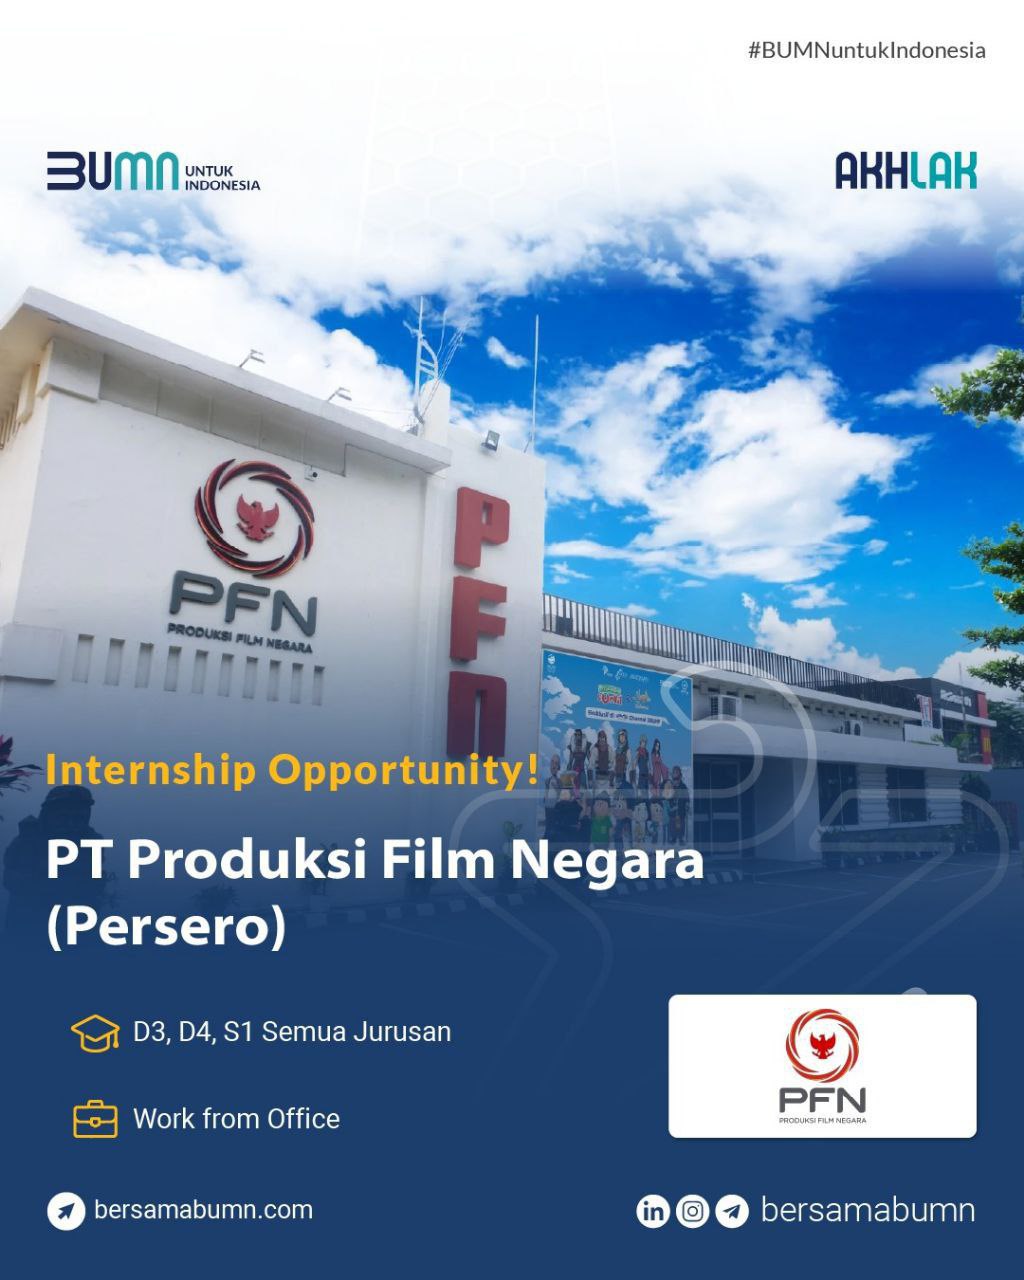 #BUMNuntukIndonesia
BUMN UNTUK
INDONESIA
AKHLAK
PFN
PRODUKSI FILM NEGARA
PFN
Internship Opportunity!
PT Produksi Film Negara
(Persero)
D3, D4, S1 Semua Jurusan
Work from Office
PFN
PRODUKSI FILM NEGARA
bersamabumn.com
in
bersamabumn